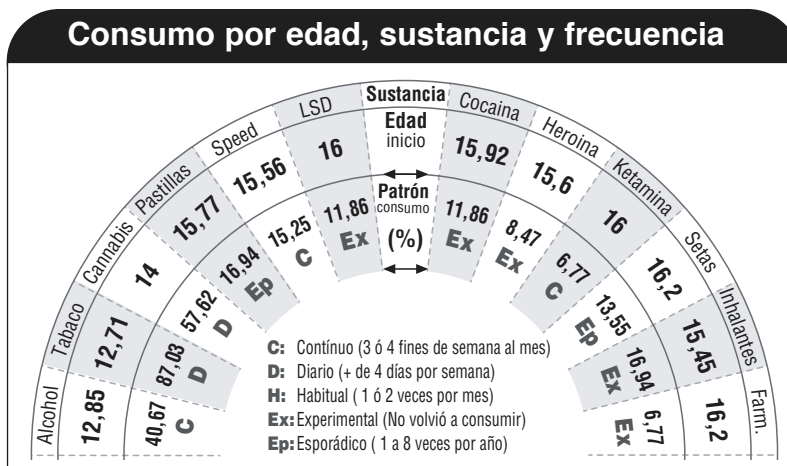 Consumo por edad, sustancia y frecuencia
Sustancia
Edad
inicio
Patrón
consumo
(%)
Alcohol
12,85
40,67
C
Tabaco
12,71
87,03
D
Cannabis
14
57,62
D
Pastillas
15,77
16,94
Ep
Speed
15,56
15,25
C
LSD
16
11,86
Ex
Cocaina
15,92
11,86
Ex
Heroina
15,6
8,47
Ex
Ketamina
16
6,77
C
Setas
16,2
13,55
Ep
Inhalantes
15,45
16,94
Ex
Farm.
16,2
6,77
Ex
C: Contínuo (3 ó 4 fines de semana al mes)
D: Diario (+ de 4 días por semana)
H: Habitual ( 1 ó 2 veces por mes)
Ex: Experimental (No volvió a consumir)
Ep: Esporádico ( 1 a 8 veces por año)